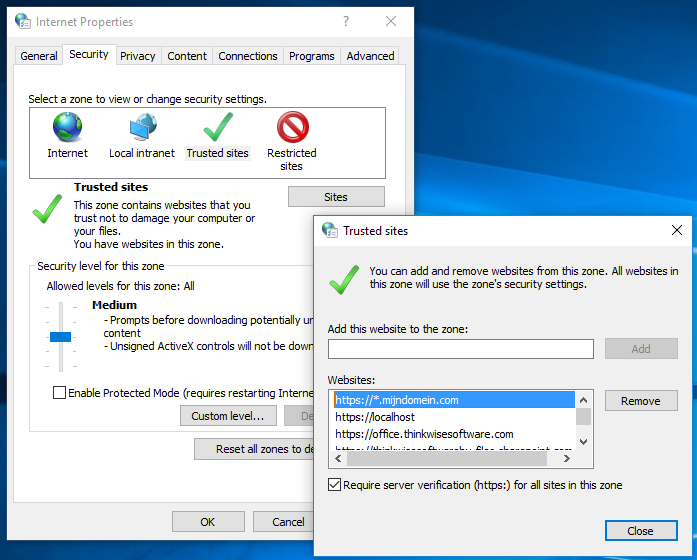 Internet Properties
?
General
Security
Privacy
Content
Connections
Programs
Advanced
Select a zone to view or change security settings.
Internet
Local intranet
Trusted sites
Restricted
sites
Trusted sites
Sites
This zone contains websites that you
trust not to damage your computer or
your files.
You have websites in this zone.
Security level for this zone
Allowed levels for this zone: All
Medium
- Prompts before downloading potentially un
content
- Unsigned ActiveX controls will not be down
Enable Protected Mode (requires restarting Interne
Custom level...
De
Reset all zones to de
OK
Cancel
Trusted sites
You can add and remove websites from this zone. All websites in
this zone will use the zone's security settings.
Add this website to the zone:
Add
Websites:
https://*.mijndomein.com
Remove
https://localhost
https://office.thinkwisesoftware.com
https://thinkwisesoftwarebv-files.sharepoint.com
Require server verification (https:) for all sites in this zone
Close